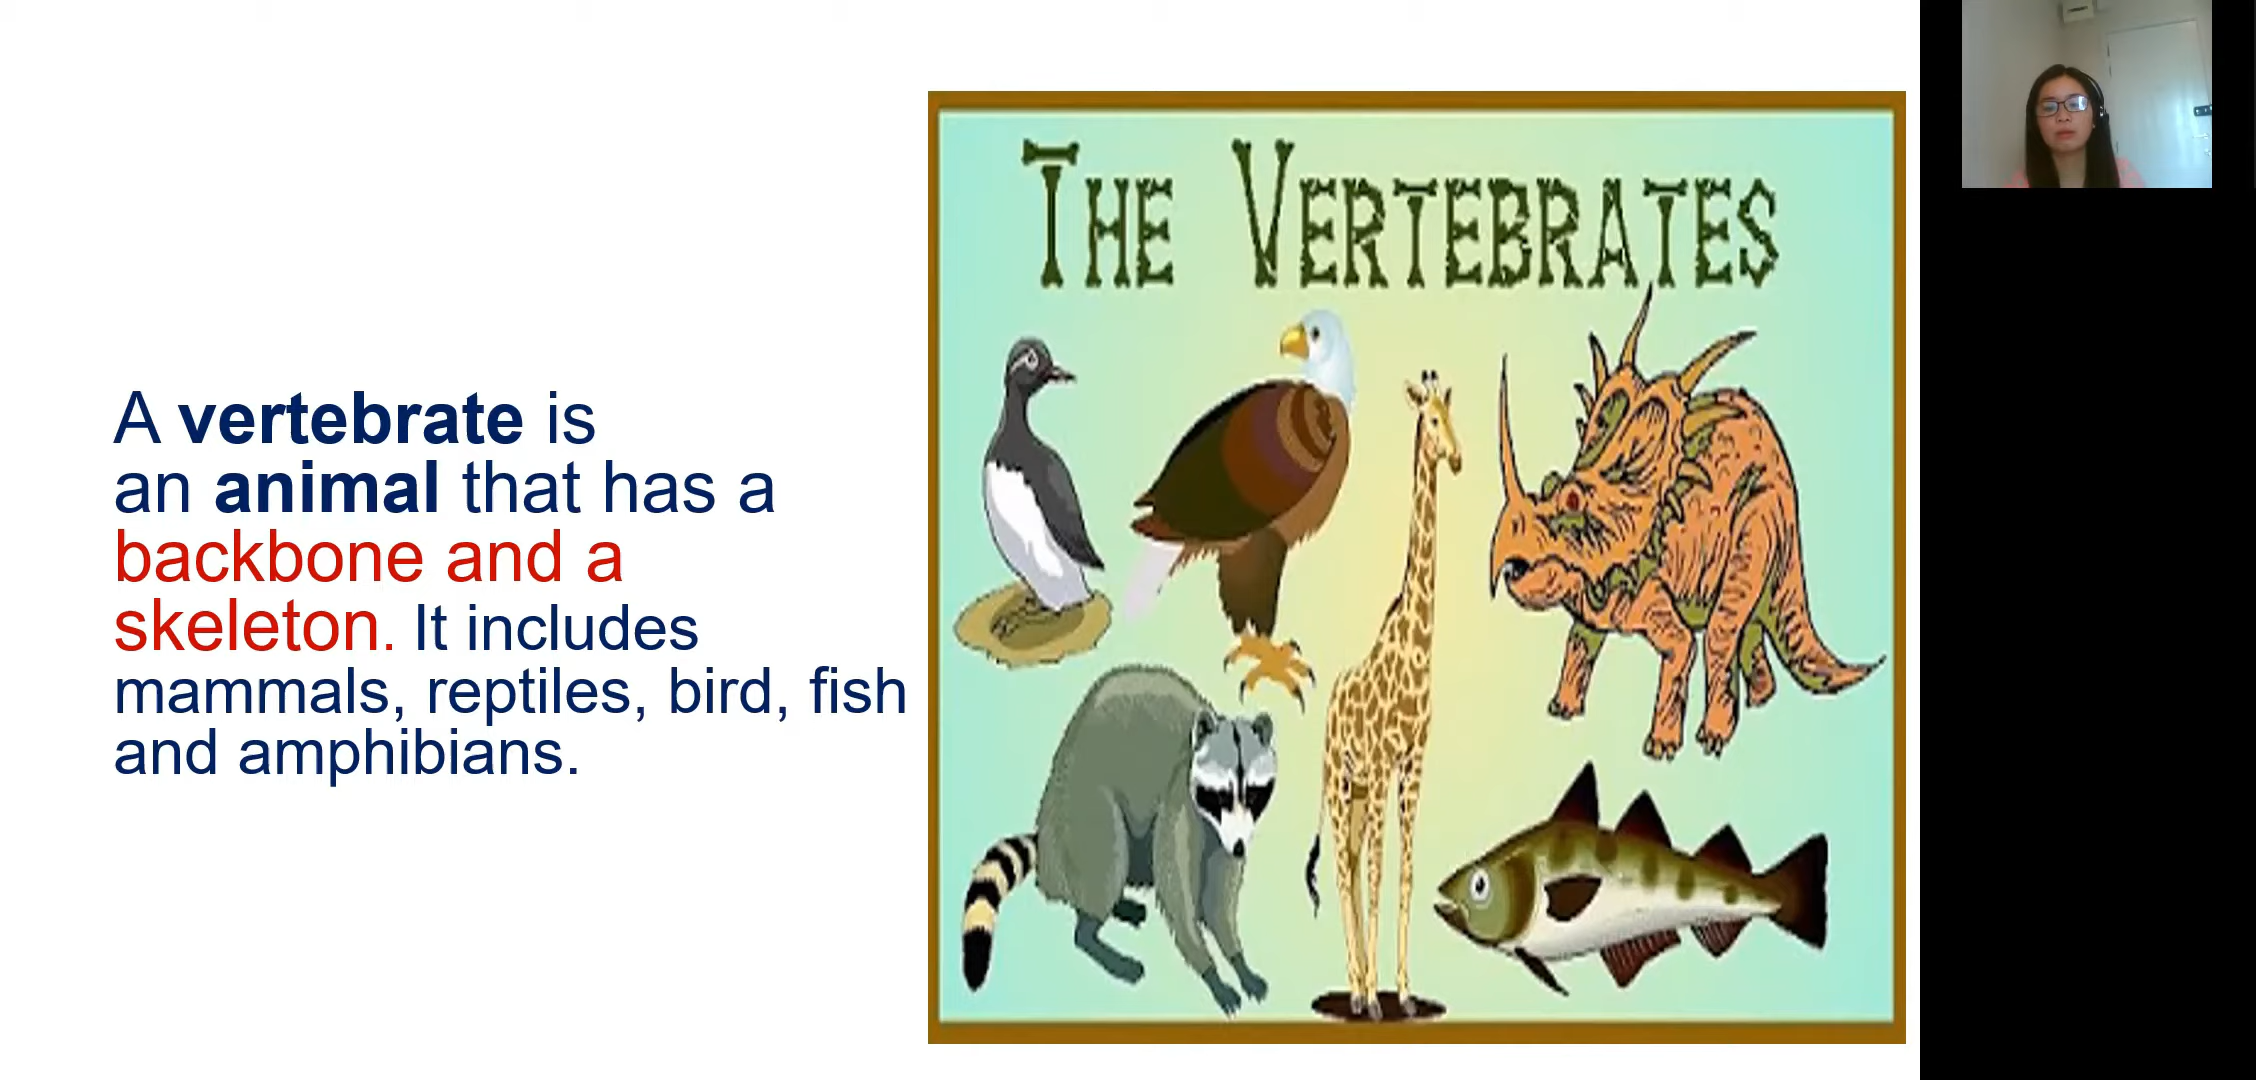 A vertebrate is
an animal that has a
backbone and a
skeleton. It includes
mammals, reptiles, bird, fish
and amphibians.
THE VERTEBRATES